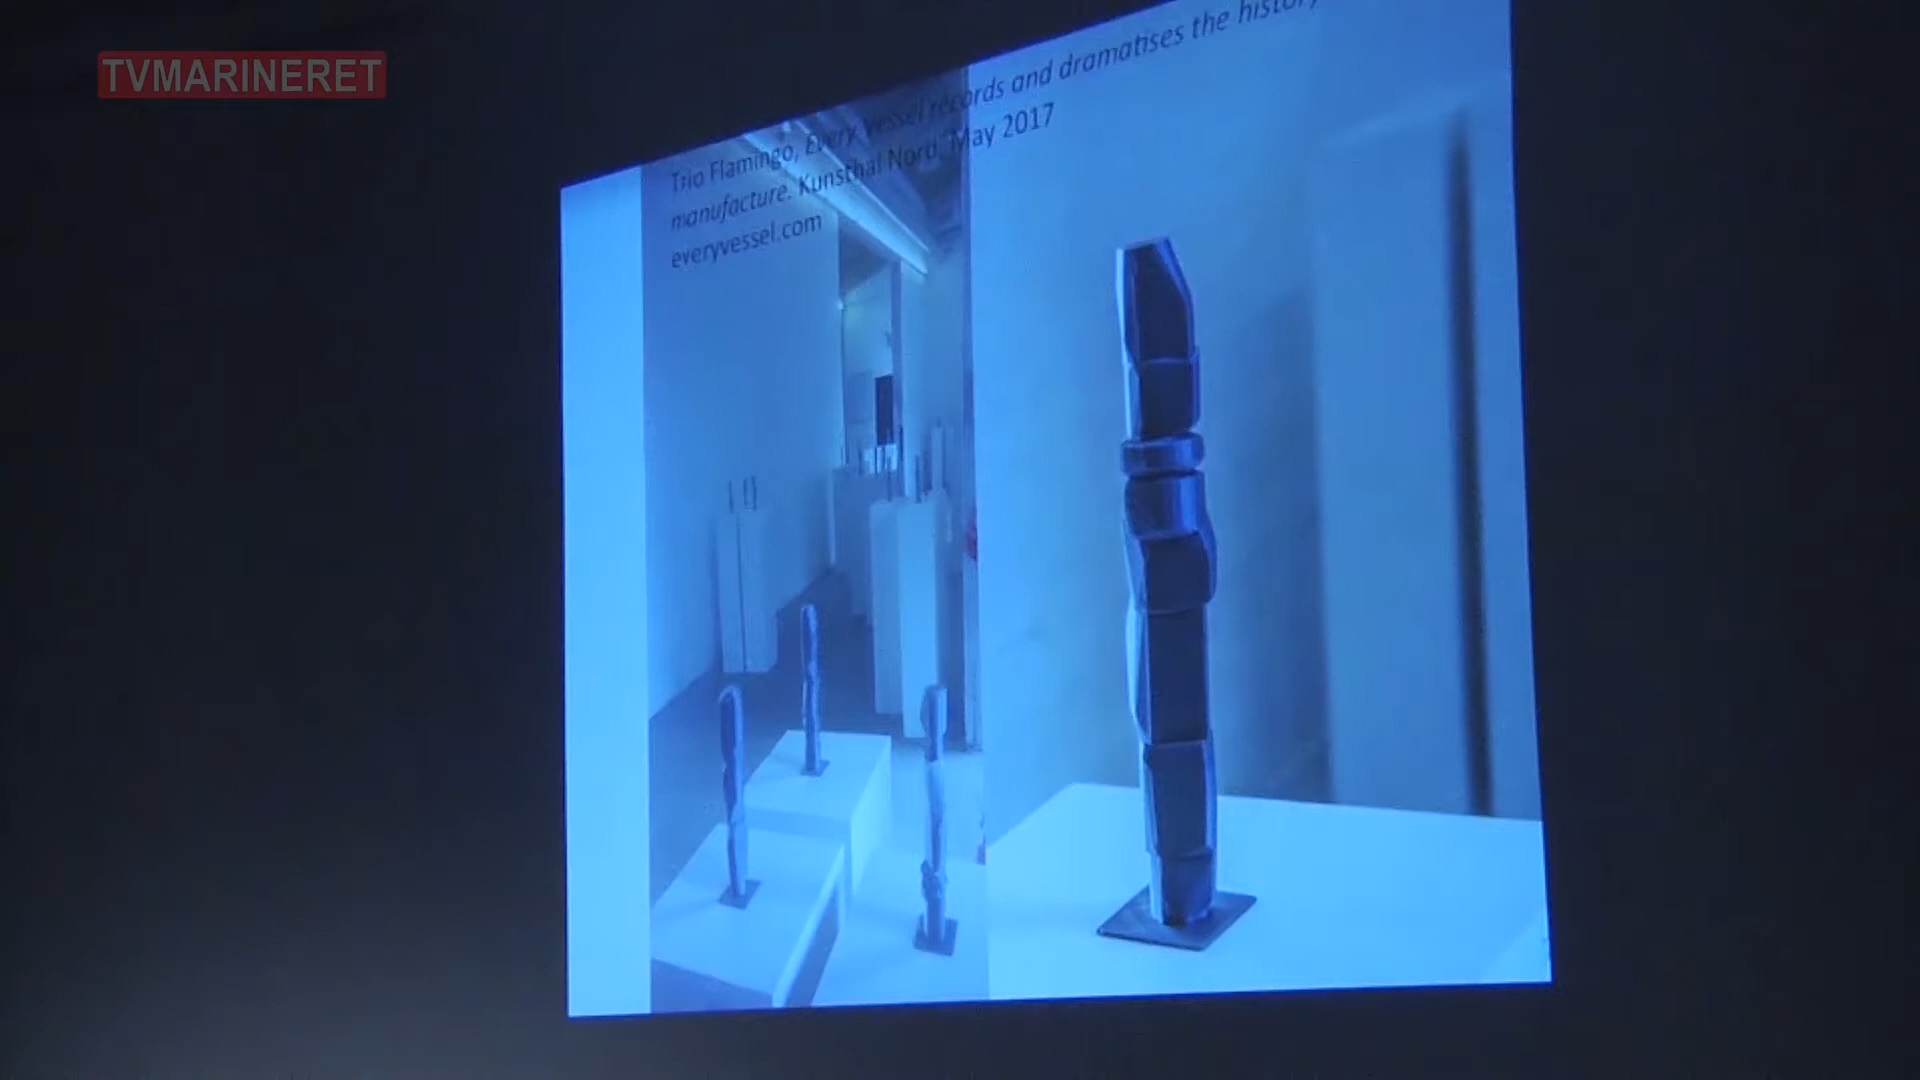 TVMARINERET
Trio Flamingo, Every Vessel records and dramatises the history
manufacture. Kunsthal Nord, May 2017
everyvessel.com